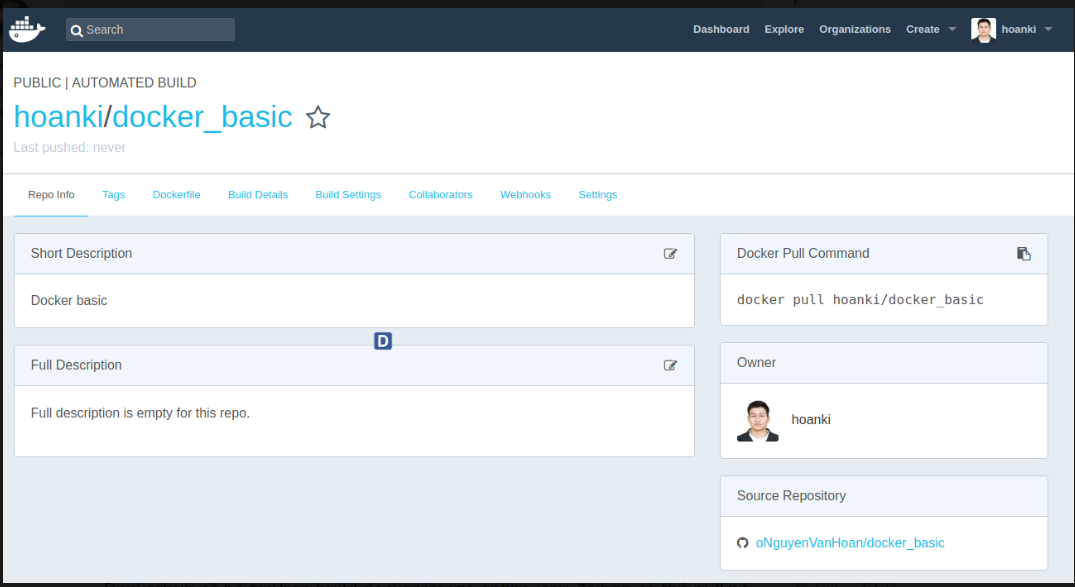 Search
Dashboard Explore Organizations Create hoanki
PUBLIC | AUTOMATED BUILD
hoanki/docker_basic
Last pushed: never
Repo Info Tags Dockerfile Build Details Build Settings Collaborators Webhooks Settings
Short Description
Docker basic
D
Full Description
Full description is empty for this repo.
Docker Pull Command
docker pull hoanki/docker_basic
Owner
hoanki
Source Repository
oNguyenVanHoan/docker_basic